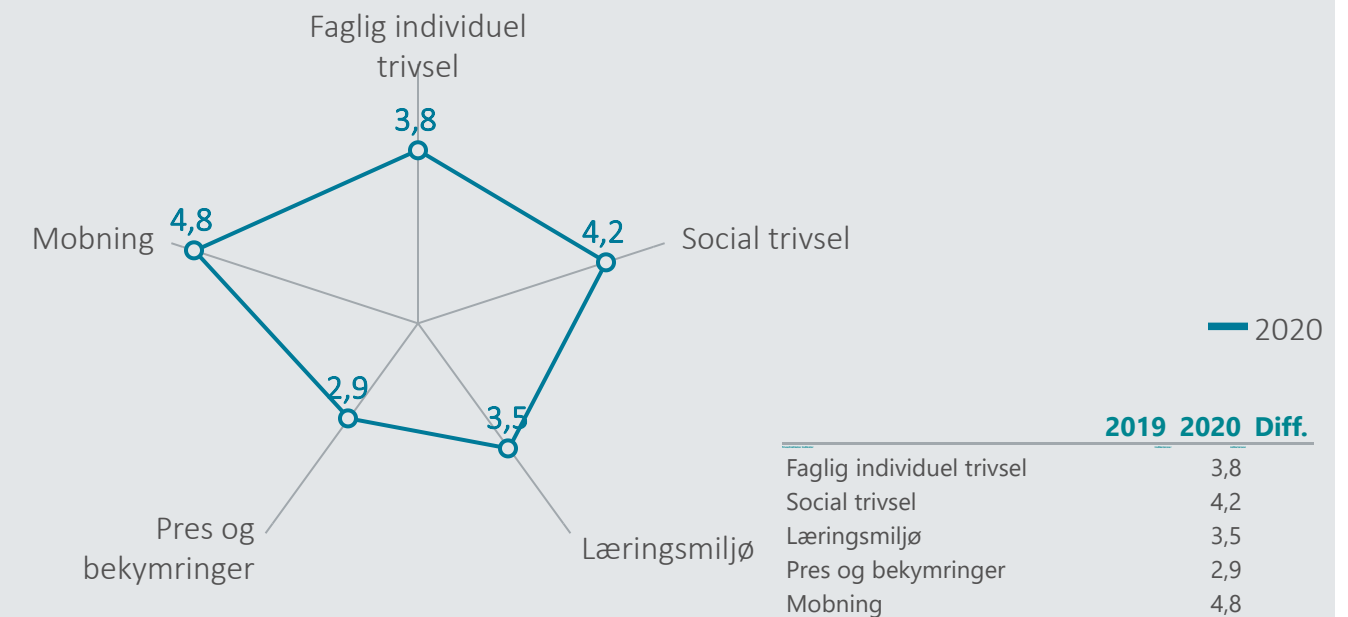 Faglig individuel
trivsel
3,8
4,8
4,2
Mobning
Social trivsel
2020
2,9
3,5
Pres og
bekymringer
Læringsmiljø
2019 2020 Diff.
Faglig individuel trivsel 3,8
Social trivsel 4,2
Læringsmiljø 3,5
Pres og bekymringer 2,9
Mobning 4,8